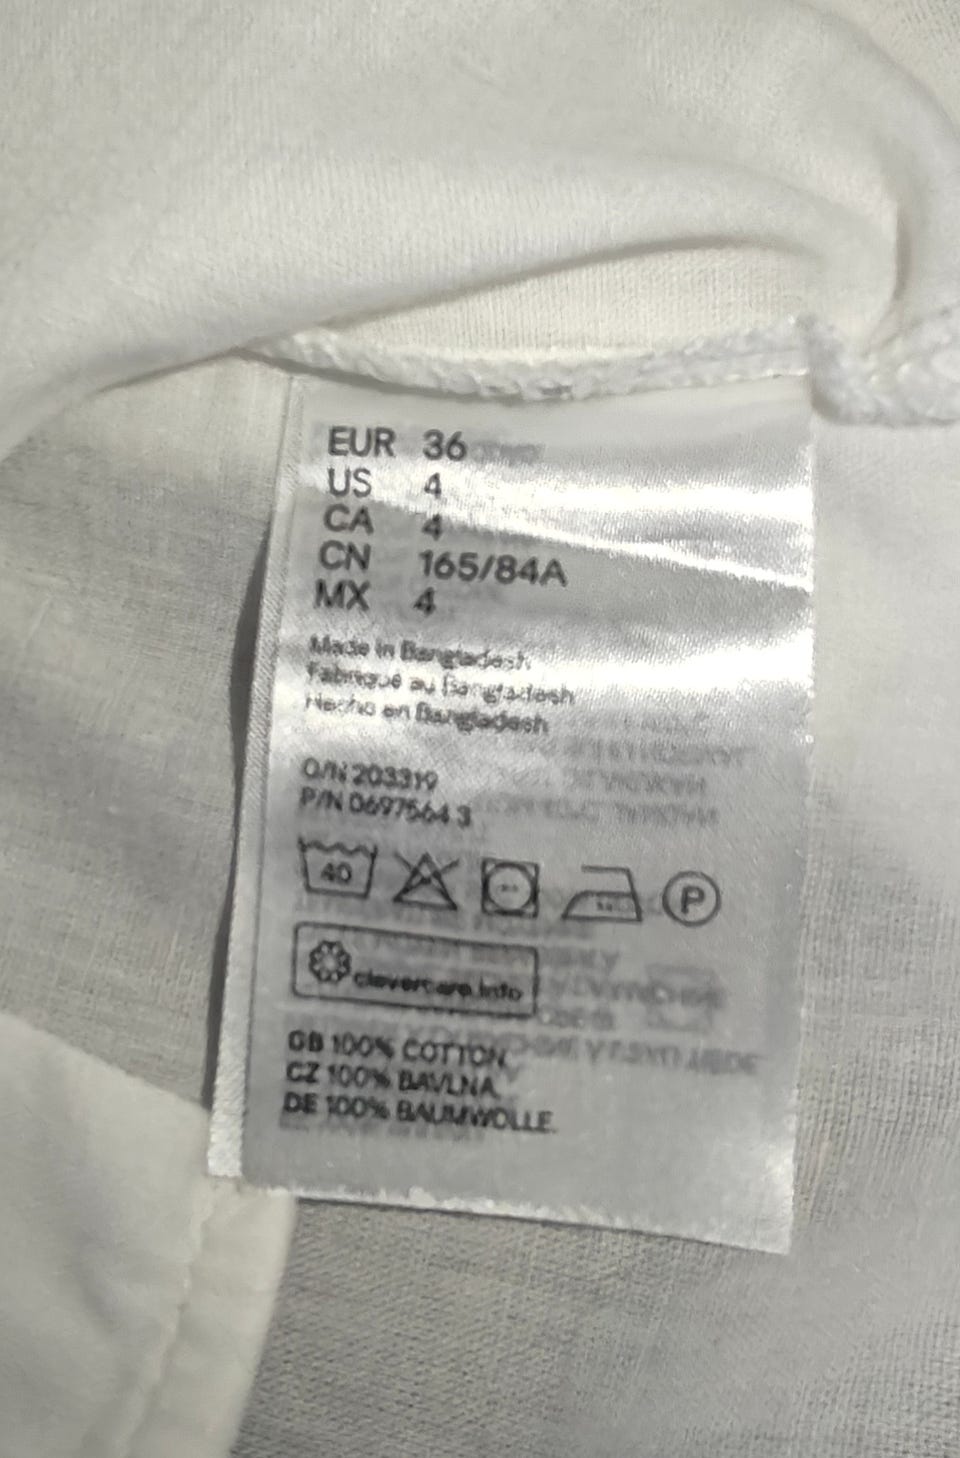 EUR 36
US 4
CA 4
CN 165/84A
MX 4
Made in Bangladesh
Fabriqué au Bangladesh
Hecho en Bangladesh
O/N 203319
P/N 0697564 3
40
P
clevercare.info
GB 100% COTTON
CZ 100% BAVLNA
DE 100% BAUMWOLLE